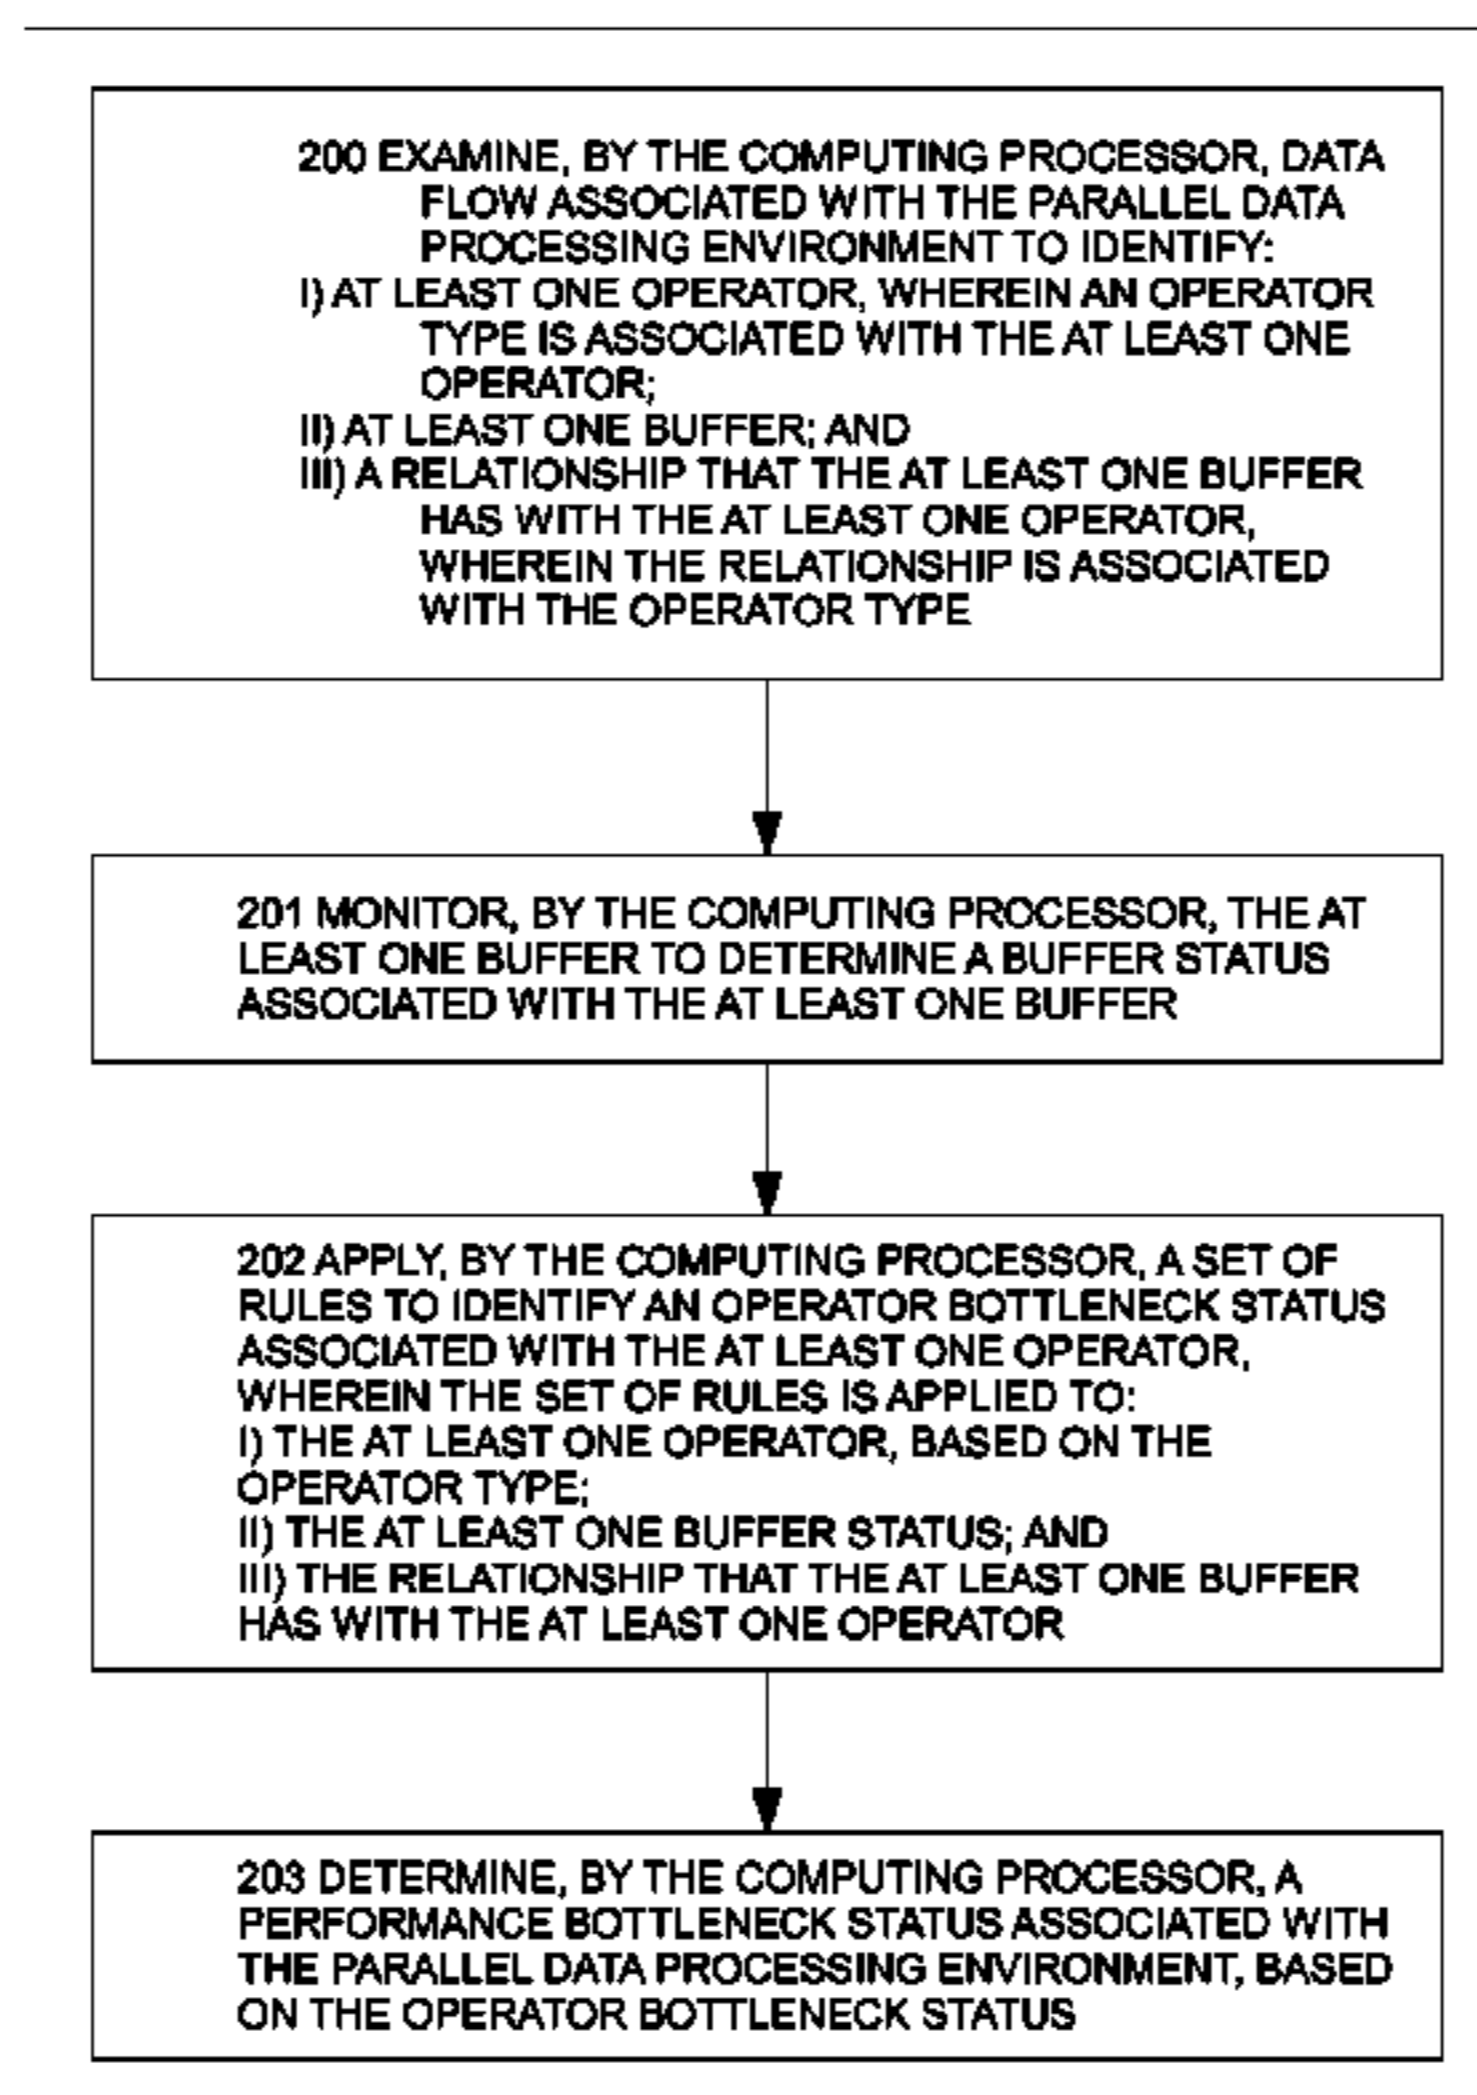 200 EXAMINE, BY THE COMPUTING PROCESSOR, DATA
FLOW ASSOCIATED WITH THE PARALLEL DATA
PROCESSING ENVIRONMENT TO IDENTIFY:
I) AT LEAST ONE OPERATOR, WHEREIN AN OPERATOR
TYPE IS ASSOCIATED WITH THE AT LEAST ONE
OPERATOR;
II) AT LEAST ONE BUFFER; AND
III) A RELATIONSHIP THAT THE AT LEAST ONE BUFFER
HAS WITH THE AT LEAST ONE OPERATOR,
WHEREIN THE RELATIONSHIP IS ASSOCIATED
WITH THE OPERATOR TYPE
201 MONITOR, BY THE COMPUTING PROCESSOR, THE AT
LEAST ONE BUFFER TO DETERMINE A BUFFER STATUS
ASSOCIATED WITH THE AT LEAST ONE BUFFER
202 APPLY, BY THE COMPUTING PROCESSOR, A SET OF
RULES TO IDENTIFY AN OPERATOR BOTTLENECK STATUS
ASSOCIATED WITH THE AT LEAST ONE OPERATOR,
WHEREIN THE SET OF RULES IS APPLIED TO:
I) THE AT LEAST ONE OPERATOR, BASED ON THE
OPERATOR TYPE;
II) THE AT LEAST ONE BUFFER STATUS; AND
III) THE RELATIONSHIP THAT THE AT LEAST ONE BUFFER
HAS WITH THE AT LEAST ONE OPERATOR
203 DETERMINE, BY THE COMPUTING PROCESSOR, A
PERFORMANCE BOTTLENECK STATUS ASSOCIATED WITH
THE PARALLEL DATA PROCESSING ENVIRONMENT, BASED
ON THE OPERATOR BOTTLENECK STATUS